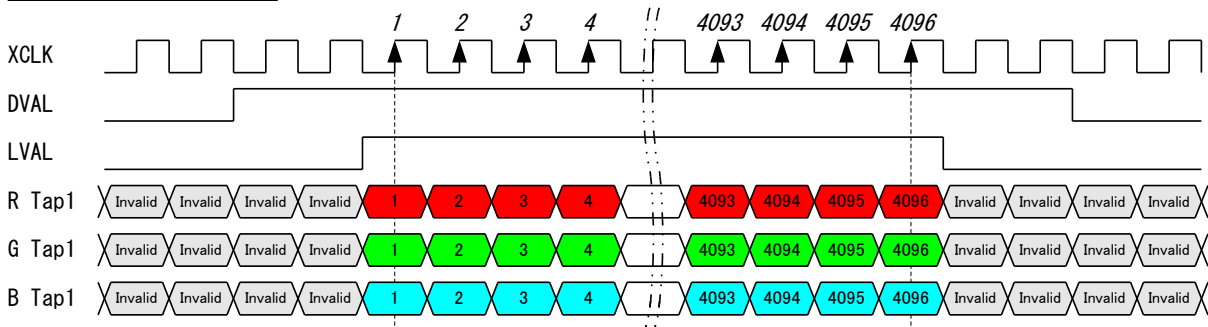 1 2 3 4 4093 4094 4095 4096
XCLK
DVAL
LVAL
R Tap1 Invalid Invalid Invalid Invalid 1 2 3 4 4093 4094 4095 4096 Invalid Invalid Invalid Invalid
G Tap1 Invalid Invalid Invalid Invalid 1 2 3 4 4093 4094 4095 4096 Invalid Invalid Invalid Invalid
B Tap1 Invalid Invalid Invalid Invalid 1 2 3 4 4093 4094 4095 4096 Invalid Invalid Invalid Invalid